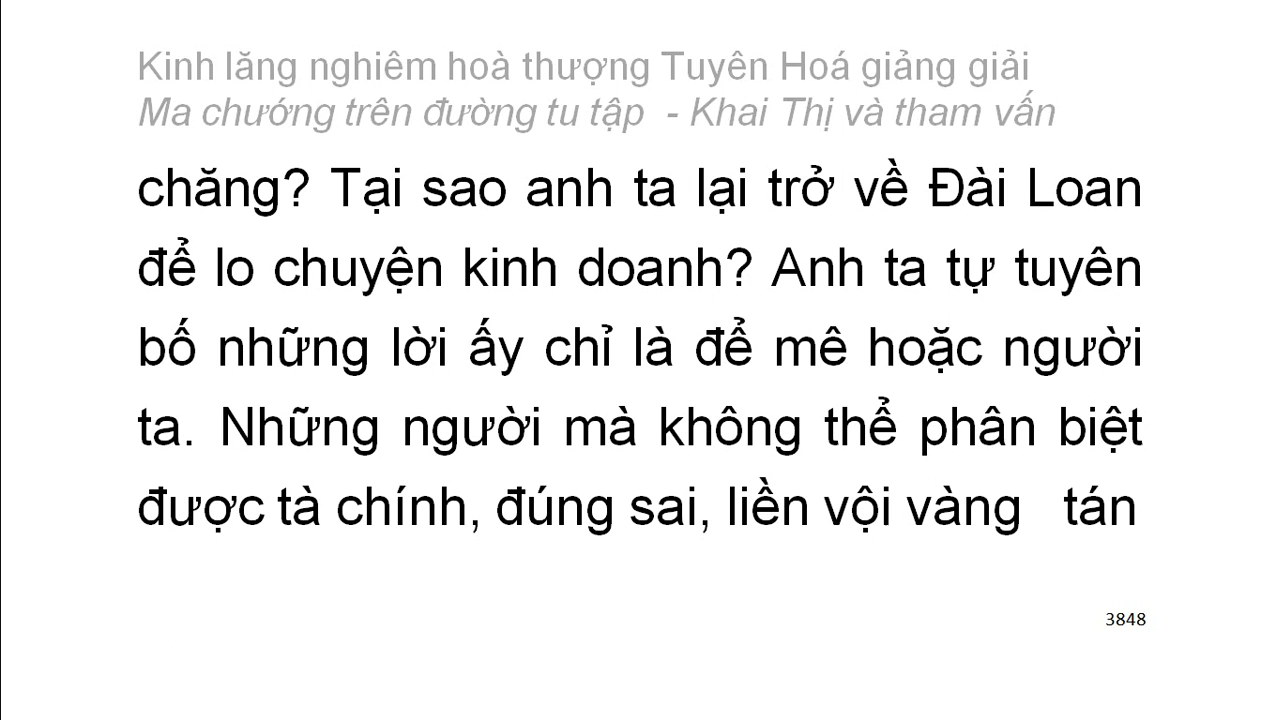 Kinh lăng nghiêm hoà thượng Tuyên Hoá giảng giải
Ma chướng trên đường tu tập - Khai Thị và tham vấn
chăng? Tại sao anh ta lại trở về Đài Loan
để lo chuyện kinh doanh? Anh ta tự tuyên
bố những lời ấy chỉ là để mê hoặc người
ta. Những người mà không thể phân biệt
được tà chính, đúng sai, liền vội vàng tán
3848